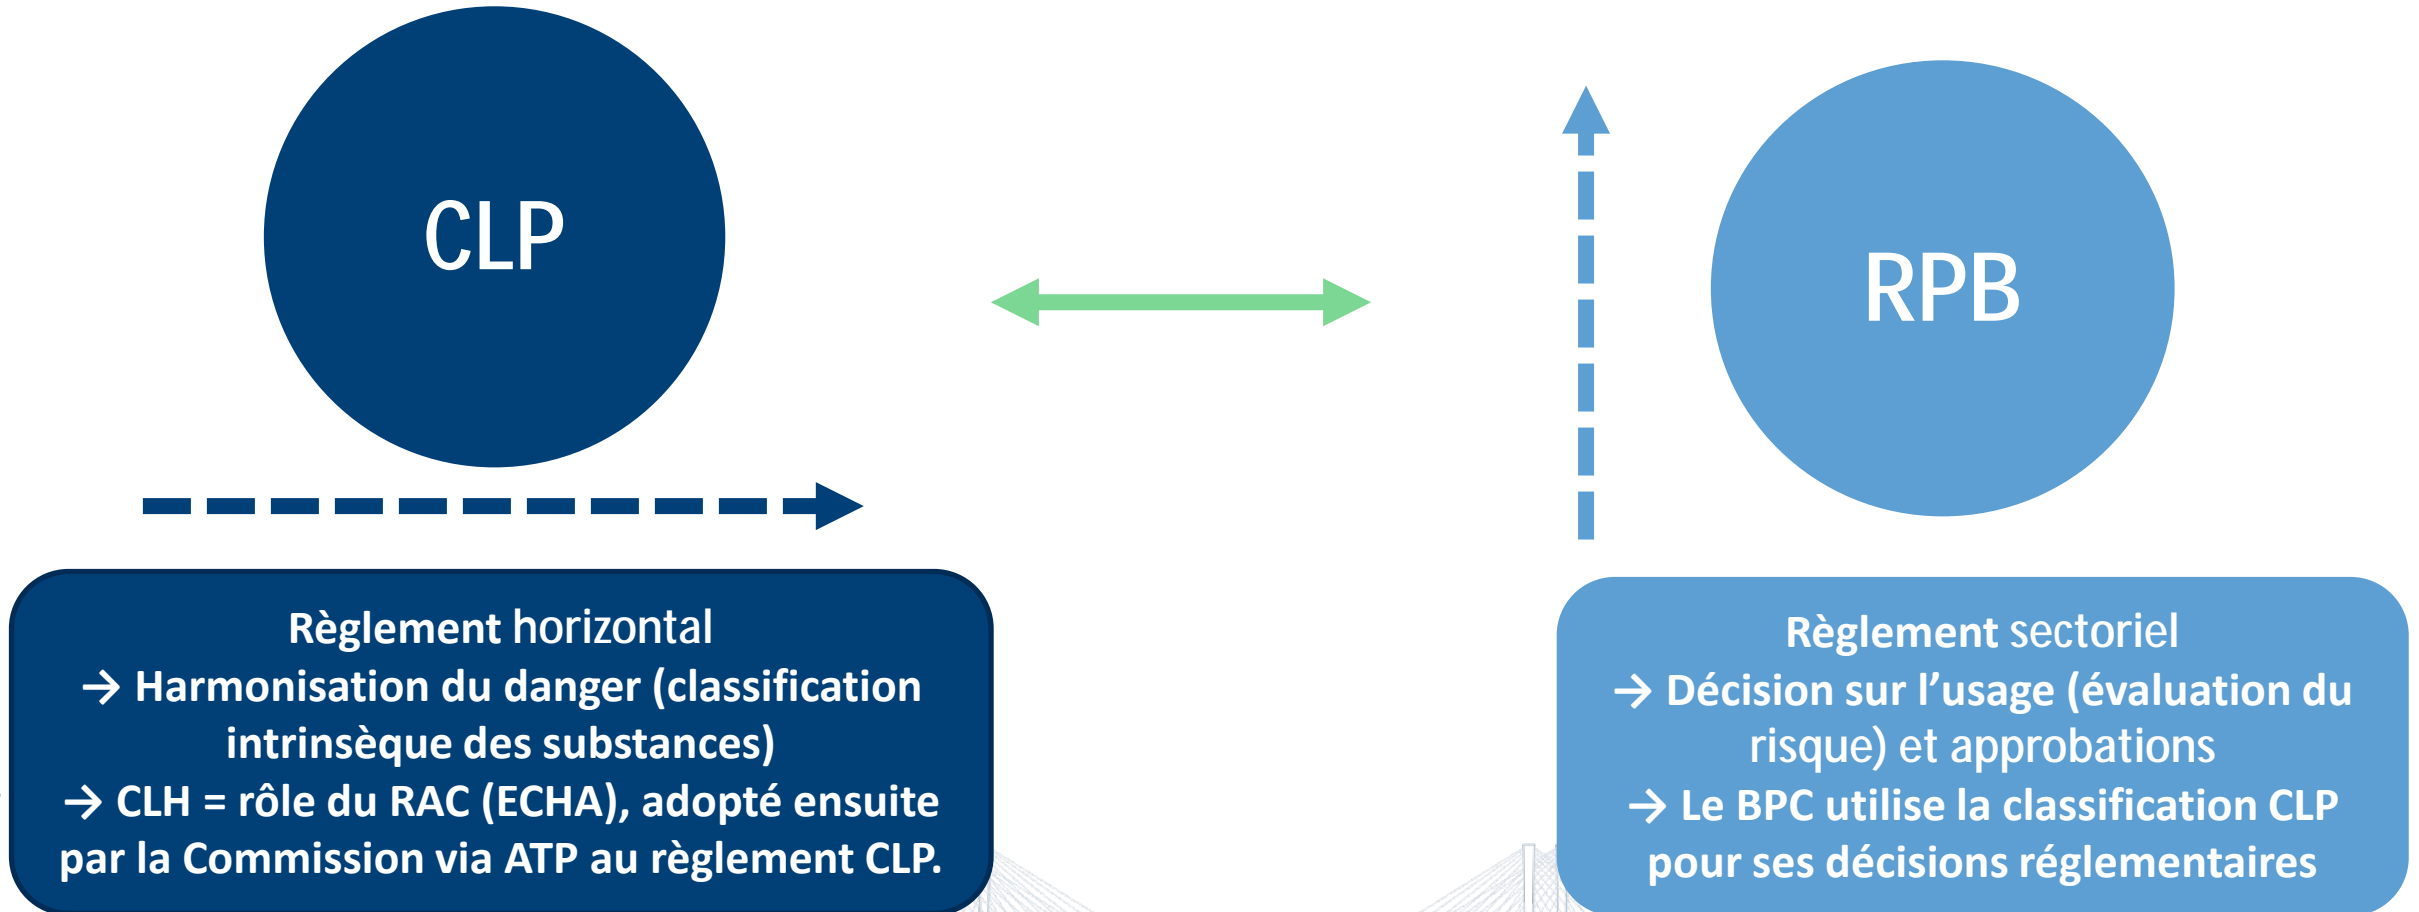 CLP
Règlement horizontal
→ Harmonisation du danger (classification
intrinsèque des substances)
→ CLH = rôle du RAC (ECHA), adopté ensuite
par la Commission via ATP au règlement CLP.
RPB
Règlement sectoriel
→ Décision sur l’usage (évaluation du
risque) et approbations
→ Le BPC utilise la classification CLP
pour ses décisions réglementaires